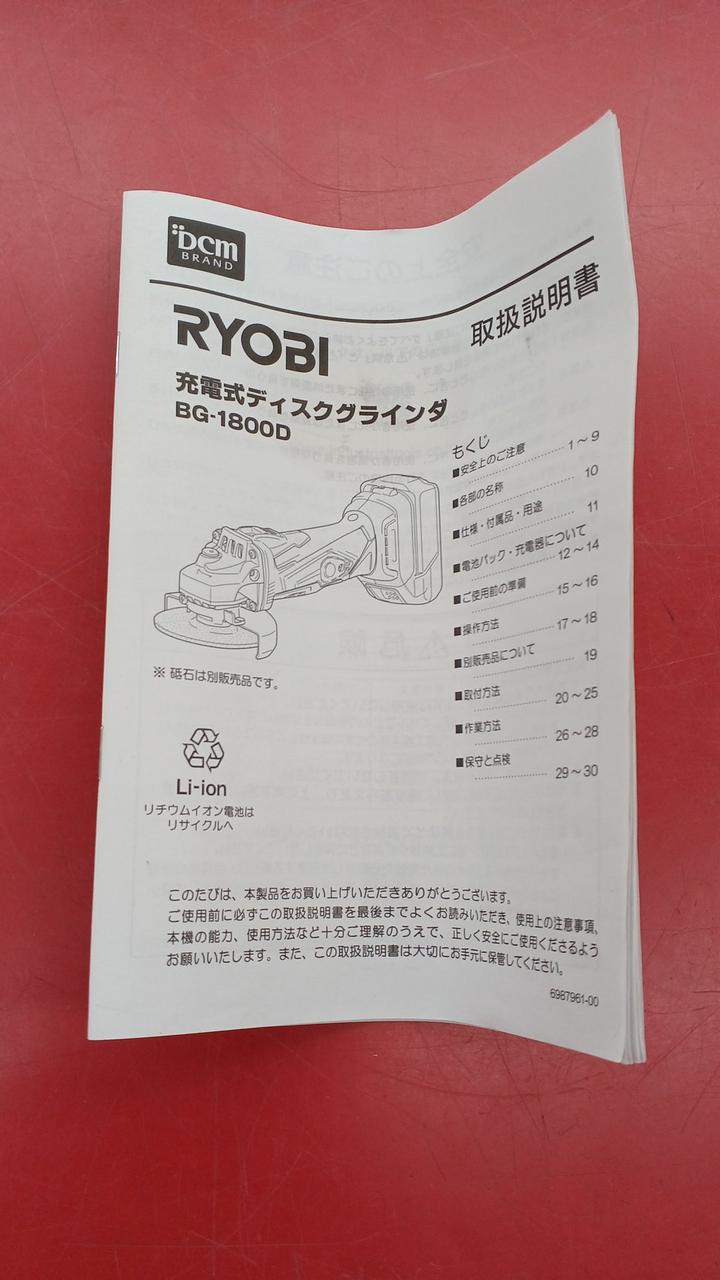 DCM
BRAND
取扱説明書
RYOBI
充電式ディスクグラインダ
BG-1800D
もくじ
■安全上のご注意 1～9
■各部の名称 10
■仕様・付属品・用途 11
■電池パック・充電器について
12～14
■ご使用前の準備 15～16
■操作方法 17～18
■別販売品について 19
■取付方法 20～25
■作業方法 26～28
■保守と点検 29～30
※ 砥石は別販売品です。
Li-ion
リチウムイオン電池は
リサイクルへ
このたびは、本製品をお買い上げいただきありがとうございます。
ご使用前に必ずこの取扱説明書を最後までよくお読みいただき、使用上の注意事項、
本機の能力、使用方法など十分ご理解のうえで、正しく安全にご使用くださるよう
お願いいたします。また、この取扱説明書は大切にお手元に保管してください。
6987961-00